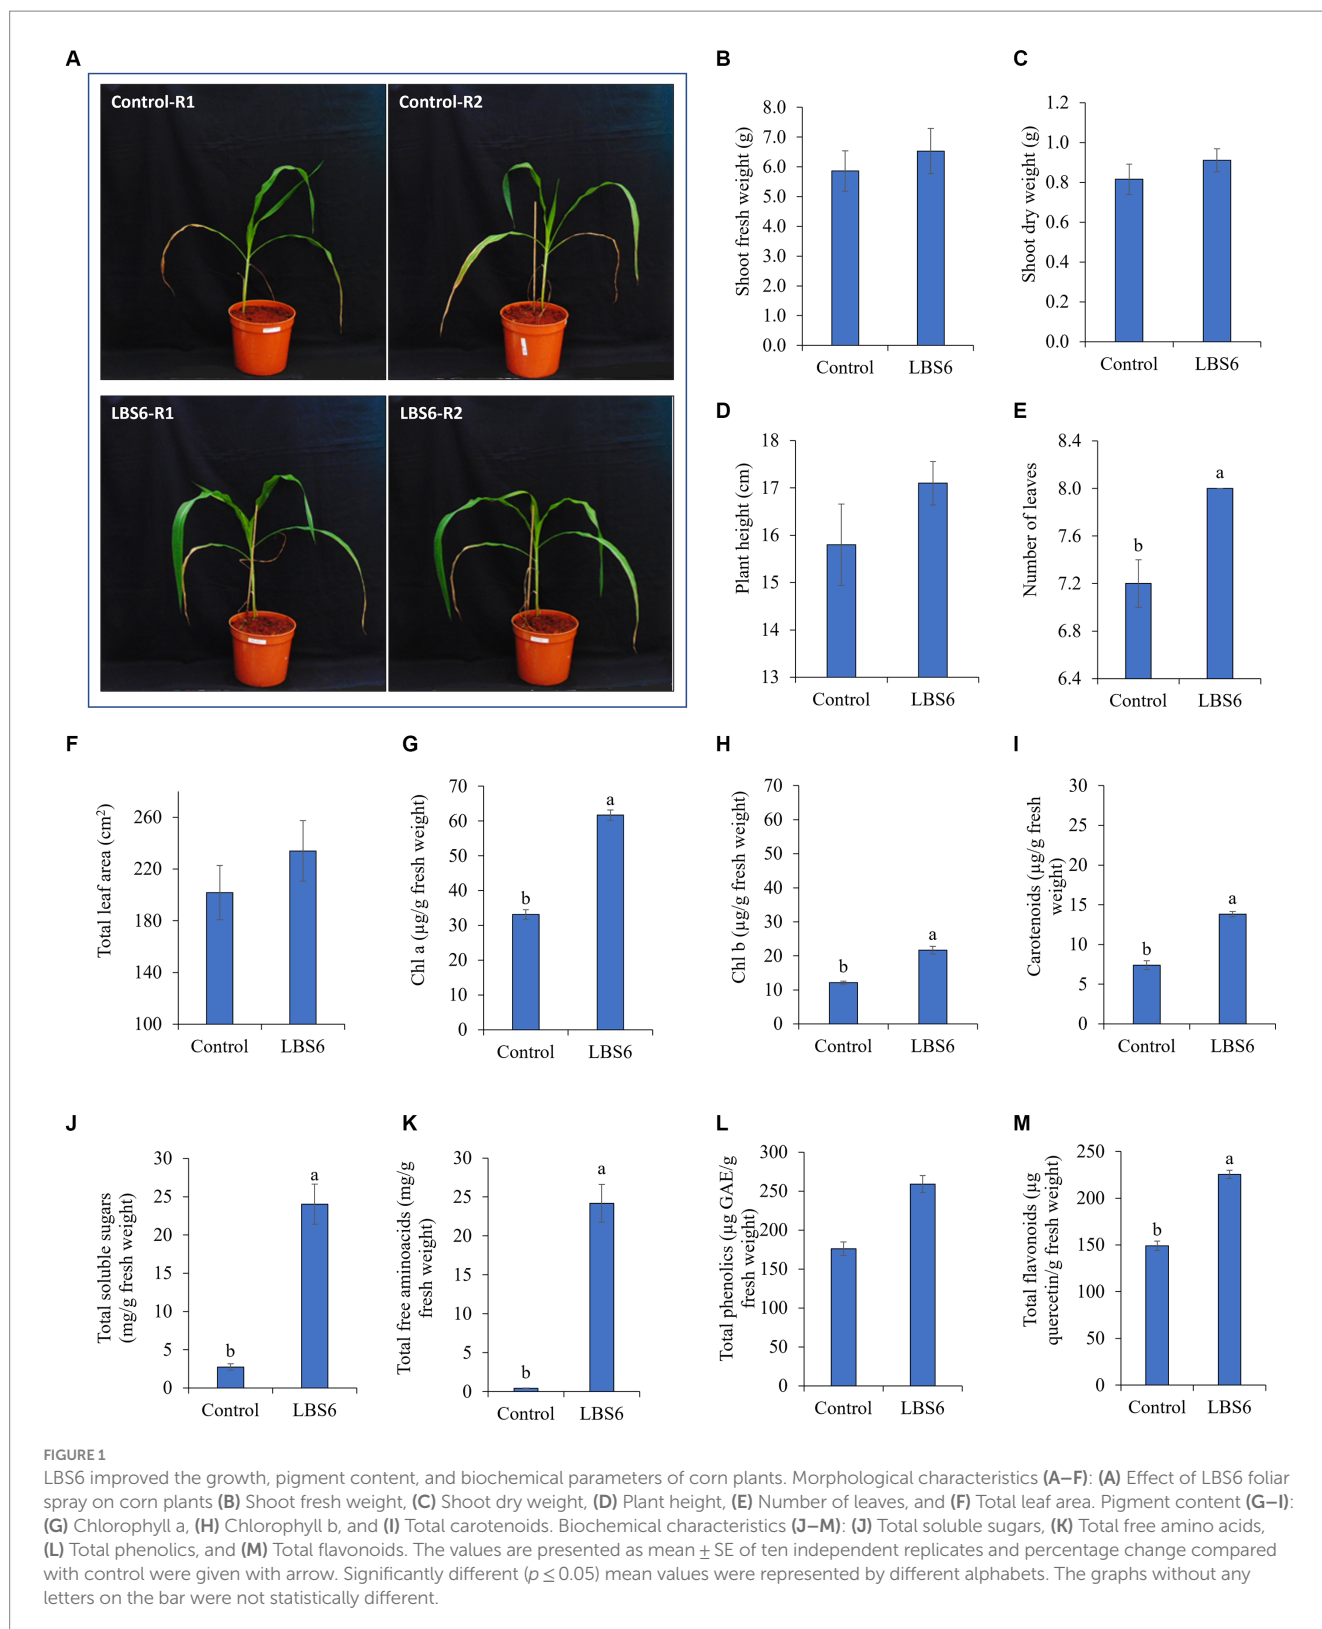 A
Control-R1
Control-R2
LBS6-R1
LBS6-R2
B
Shoot fresh weight (g)
8.0
7.0
6.0
5.0
4.0
3.0
2.0
1.0
0.0
Control
LBS6
C
Shoot dry weight (g)
1.2
1.0
0.8
0.6
0.4
0.2
0.0
Control
LBS6
D
Plant height (cm)
18
17
16
15
14
13
Control
LBS6
E
Number of leaves
8.4
8.0
7.6
7.2
6.8
6.4
b
a
Control
LBS6
F
Total leaf area (cm²)
260
220
180
140
100
Control
LBS6
G
Chl a (µg/g fresh weight)
70
60
50
40
30
20
10
0
b
a
Control
LBS6
H
Chl b (µg/g fresh weight)
70
60
50
40
30
20
10
0
b
a
Control
LBS6
I
Carotenoids (µg/g fresh
weight)
30
25
20
15
10
5
0
b
a
Control
LBS6
J
Total soluble sugars
(mg/g fresh weight)
30
25
20
15
10
5
0
b
a
Control
LBS6
K
Total free aminoacids (mg/g
fresh weight)
30
25
20
15
10
5
0
b
a
Control
LBS6
L
Total phenolics (µg GAE/g
fresh weight)
300
250
200
150
100
50
0
Control
LBS6
M
Total flavonoids (µg
quercetin/g fresh weight)
250
200
150
100
50
0
b
a
Control
LBS6
FIGURE 1
LBS6 improved the growth, pigment content, and biochemical parameters of corn plants. Morphological characteristics (A–F): (A) Effect of LBS6 foliar
spray on corn plants (B) Shoot fresh weight, (C) Shoot dry weight, (D) Plant height, (E) Number of leaves, and (F) Total leaf area. Pigment content (G–I):
(G) Chlorophyll a, (H) Chlorophyll b, and (I) Total carotenoids. Biochemical characteristics (J–M): (J) Total soluble sugars, (K) Total free amino acids,
(L) Total phenolics, and (M) Total flavonoids. The values are presented as mean ± SE of ten independent replicates and percentage change compared
with control were given with arrow. Significantly different (p ≤ 0.05) mean values were represented by different alphabets. The graphs without any
letters on the bar were not statistically different.